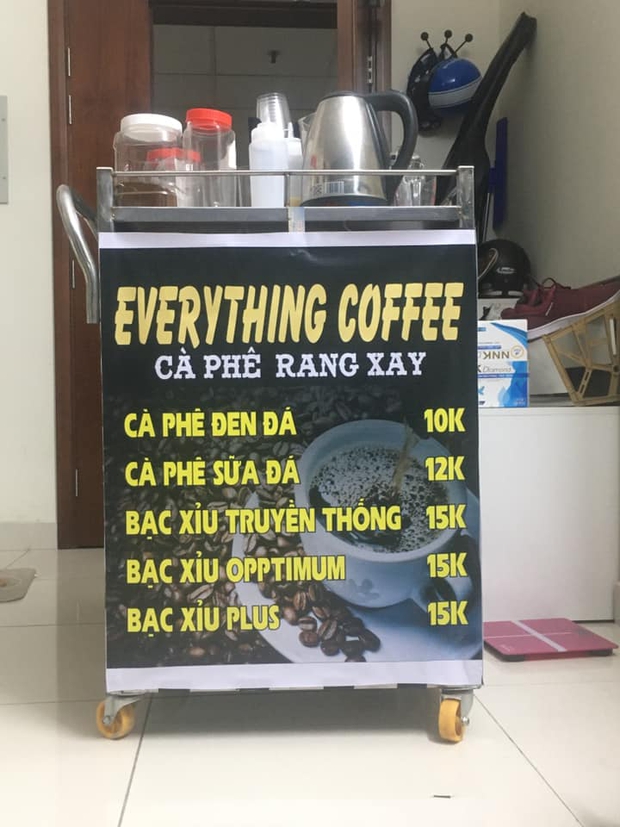 EVERYTHING COFFEE
CÀ PHÊ RANG XAY
CÀ PHÊ ĐEN ĐÁ 10K
CÀ PHÊ SỮA ĐÁ 12K
BẠC XỈU TRUYỀN THỐNG 15K
BẠC XỈU OPPTIMUM 15K
BẠC XỈU PLUS 15K